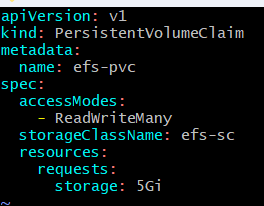 apiVersion: v1
kind: PersistentVolumeClaim
metadata:
  name: efs-pvc
spec:
  accessModes:
    - ReadWriteMany
  storageClassName: efs-sc
  resources:
    requests:
      storage: 5Gi
~